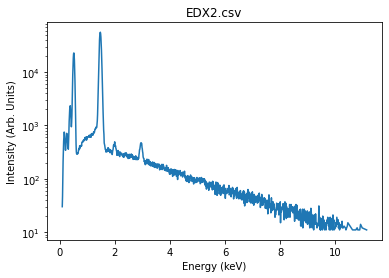 EDX2.csv
Intensity (Arb. Units)
10⁴
10³
10²
10¹
0 2 4 6 8 10
Energy (keV)